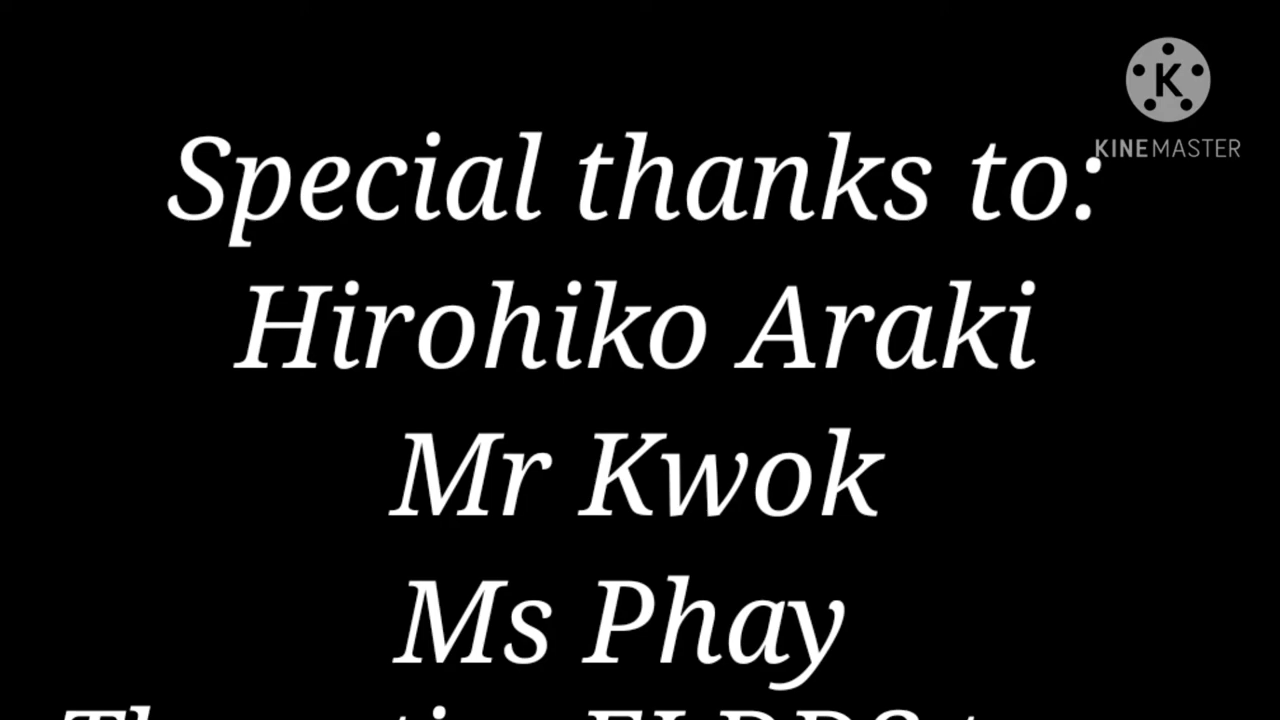 K
KINEMASTER
Special thanks to:
Hirohiko Araki
Mr Kwok
Ms Phay